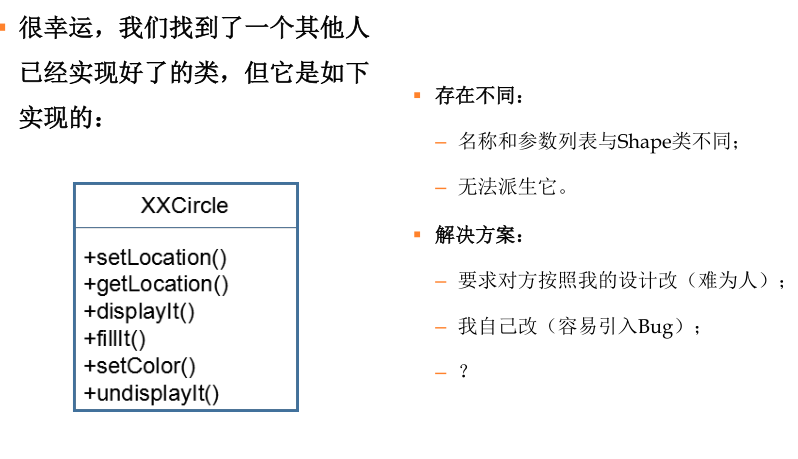 很幸运，我们找到了一个其他人
已经实现好了的类，但它是如下
实现的：
XXCircle
+setLocation()
+getLocation()
+displayIt()
+fillIt()
+setColor()
+undisplayIt()
存在不同：
– 名称和参数列表与Shape类不同；
– 无法派生它。
解决方案：
– 要求对方按照我的设计改（难为人）；
– 我自己改（容易引入Bug）；
– ？